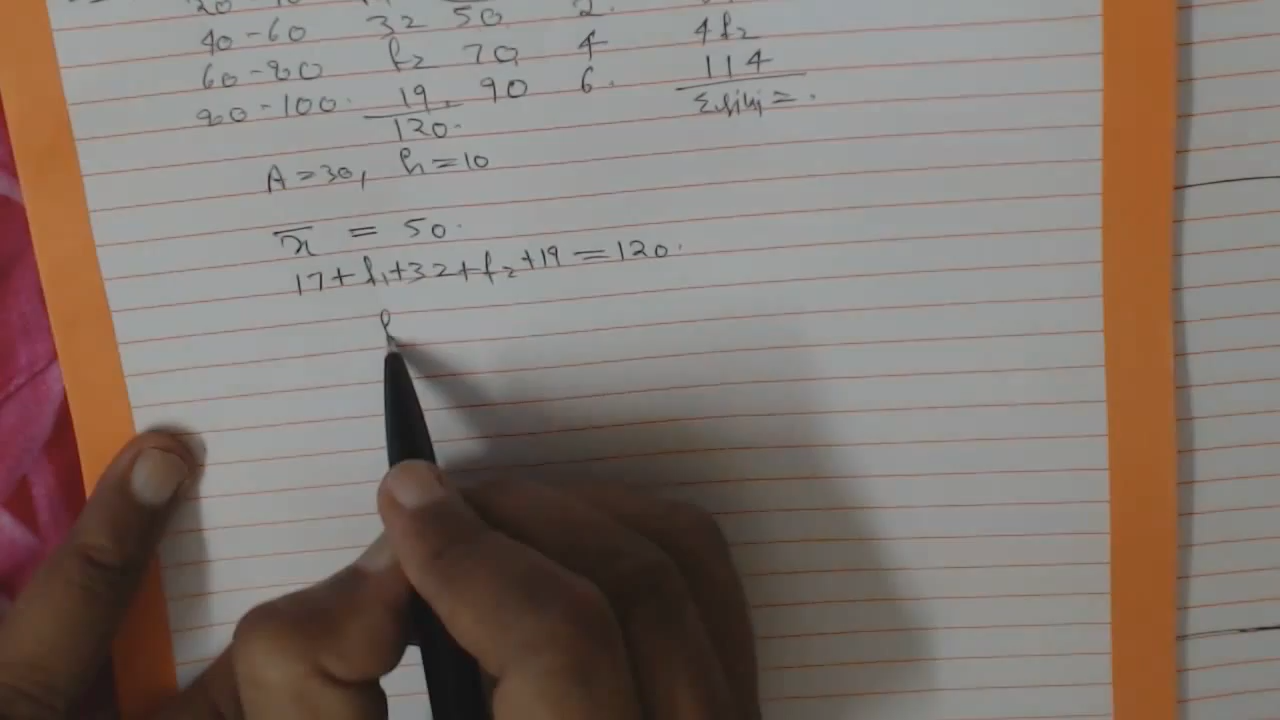 40-60 32 50 2.
60-80 f2 70 4 4f2
80-100. 19. 90 6. 114
120. Σfiui = .
A=30, h=10
x̄ = 50.
17+f1+32+f2+19=120.
f